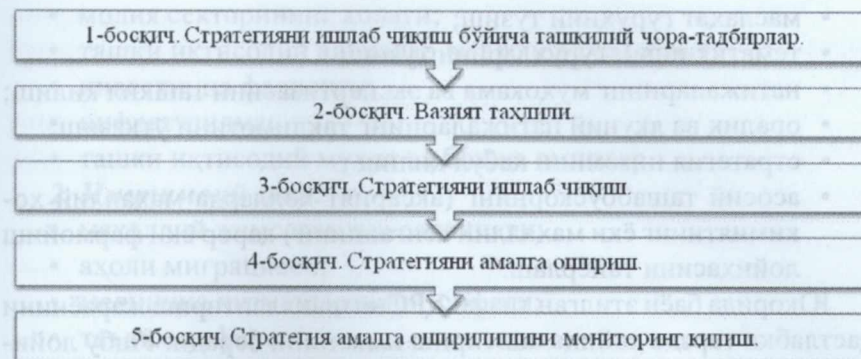 1-босқич. Стратегияни ишлаб чиқиш бўйича ташкилий чора-тадбирлар.
2-босқич. Вазият таҳлили.
3-босқич. Стратегияни ишлаб чиқиш.
4-босқич. Стратегияни амалга ошириш.
5-босқич. Стратегия амалга оширилишини мониторинг қилиш.